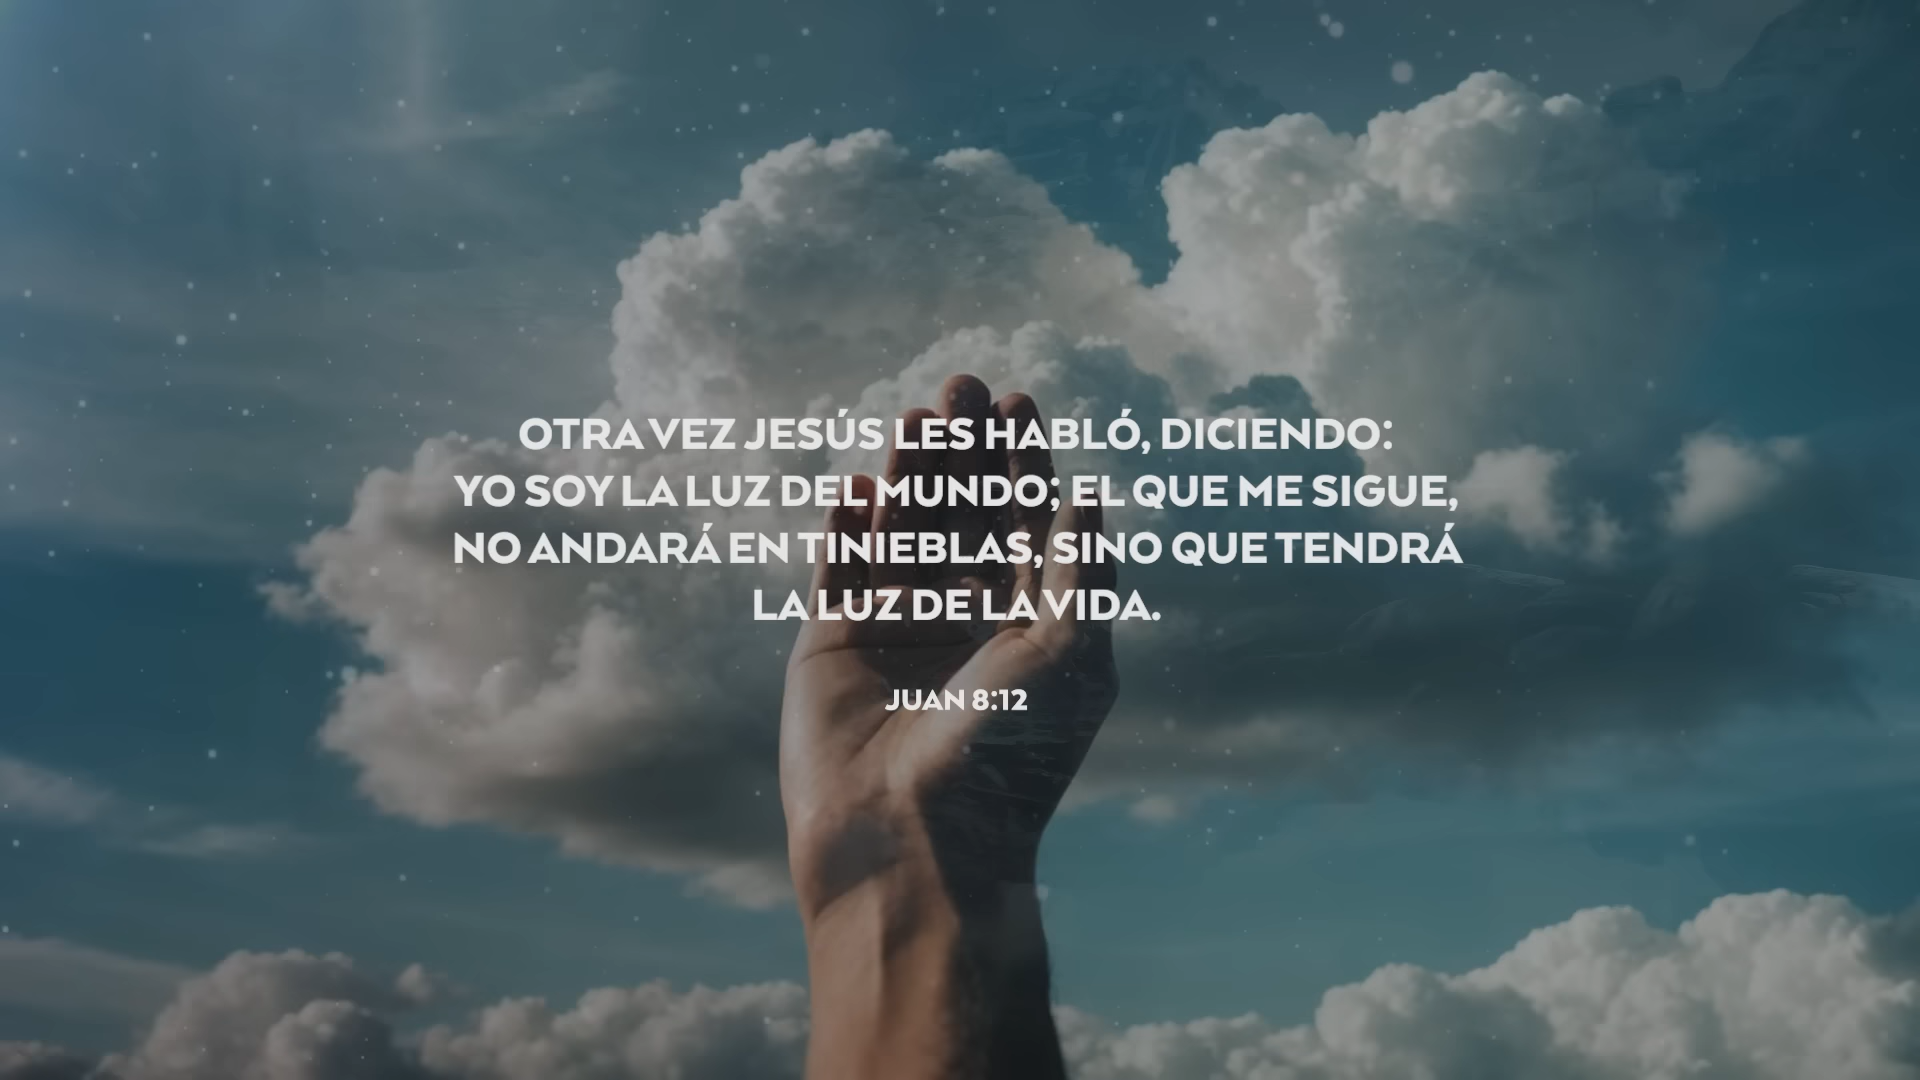 OTRA VEZ JESÚS LES HABLÓ, DICIENDO:
YO SOY LA LUZ DEL MUNDO; EL QUE ME SIGUE,
NO ANDARÁ EN TINIEBLAS, SINO QUE TENDRÁ
LA LUZ DE LA VIDA.
JUAN 8:12